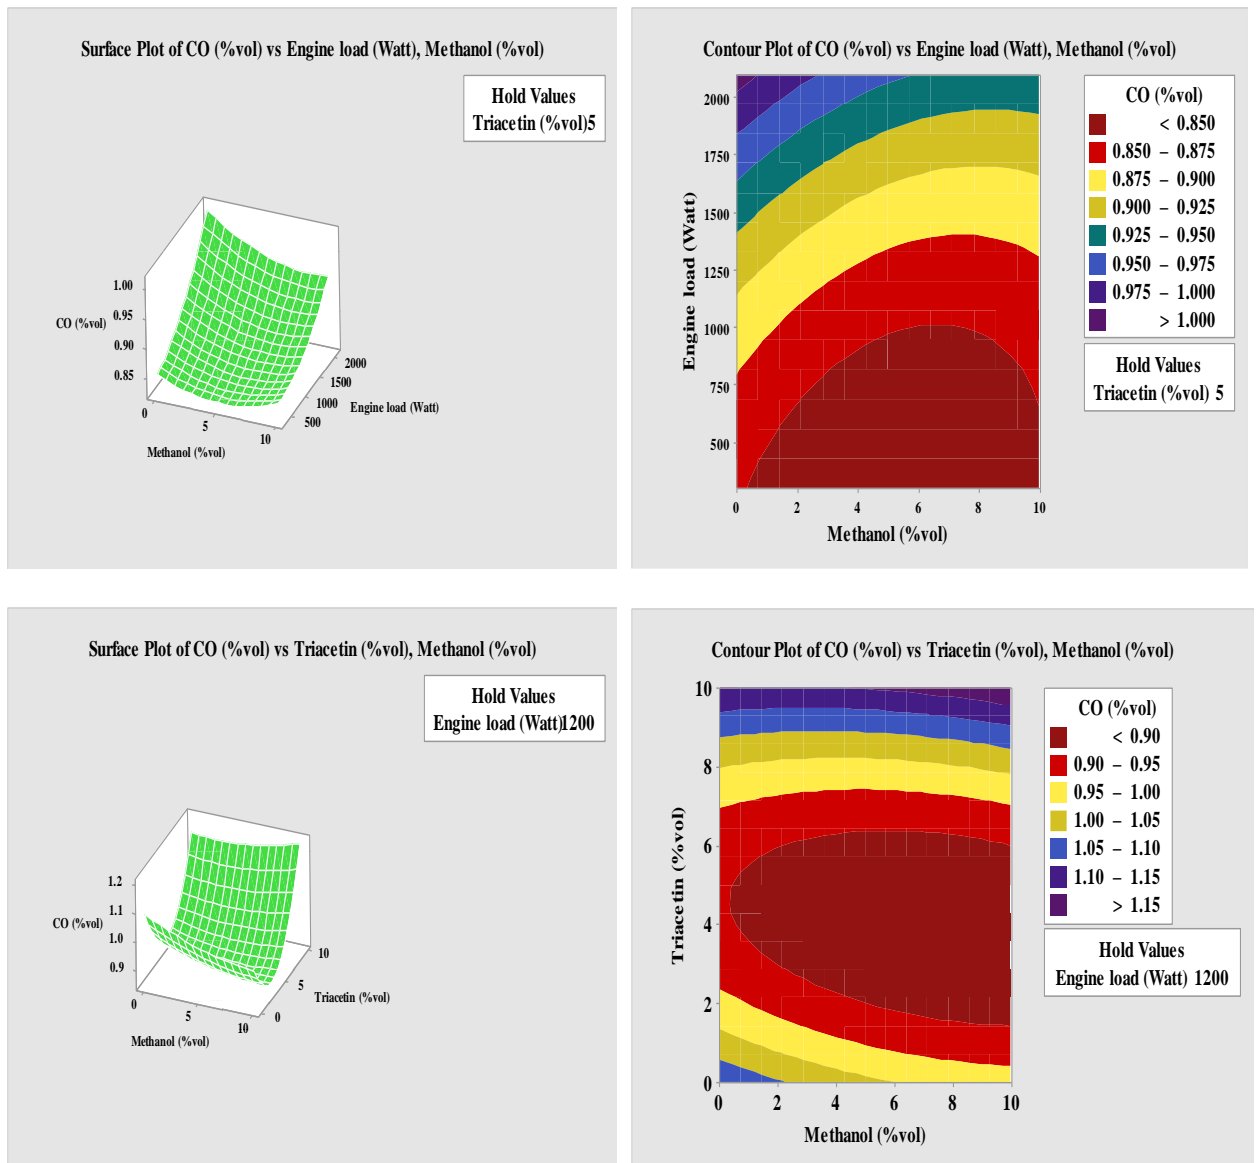 Surface Plot of CO (%vol) vs Engine load (Watt), Methanol (%vol)
Hold Values
Triacetin (%vol)5
1.00
0.95
0.90
0.85
CO (%vol)
0
5
10
Methanol (%vol)
500
1000
1500
2000
Engine load (Watt)
Contour Plot of CO (%vol) vs Engine load (Watt), Methanol (%vol)
2000
1750
1500
1250
1000
750
500
Engine load (Watt)
0 2 4 6 8 10
Methanol (%vol)
CO (%vol)
< 0.850
0.850 – 0.875
0.875 – 0.900
0.900 – 0.925
0.925 – 0.950
0.950 – 0.975
0.975 – 1.000
> 1.000
Hold Values
Triacetin (%vol) 5
Surface Plot of CO (%vol) vs Triacetin (%vol), Methanol (%vol)
Hold Values
Engine load (Watt)1200
1.2
1.1
1.0
0.9
CO (%vol)
0
5
10
Methanol (%vol)
0
5
10
Triacetin (%vol)
Contour Plot of CO (%vol) vs Triacetin (%vol), Methanol (%vol)
10
8
6
4
2
0
Triacetin (%vol)
0 2 4 6 8 10
Methanol (%vol)
CO (%vol)
< 0.90
0.90 – 0.95
0.95 – 1.00
1.00 – 1.05
1.05 – 1.10
1.10 – 1.15
> 1.15
Hold Values
Engine load (Watt) 1200